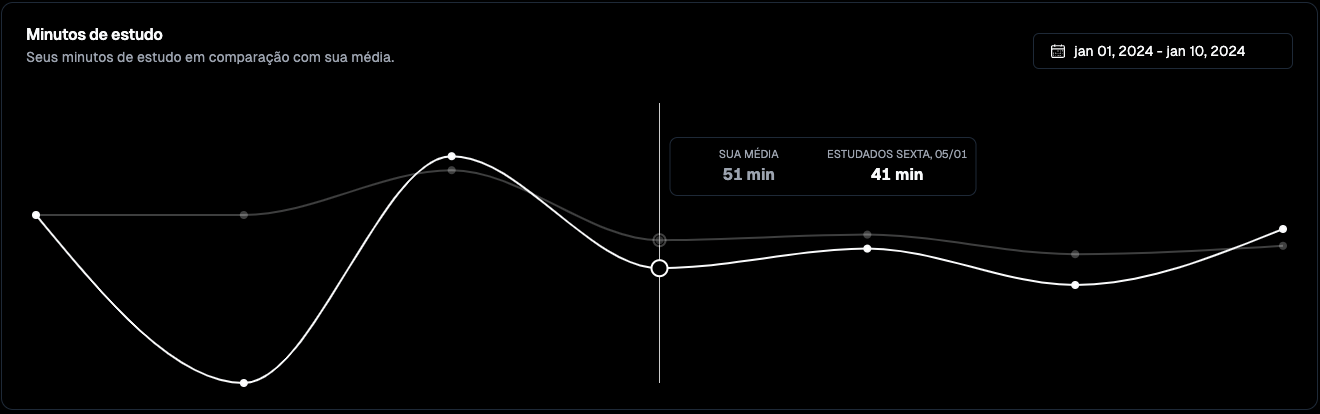 Minutos de estudo
Seus minutos de estudo em comparação com sua média.
jan 01, 2024 - jan 10, 2024
SUA MÉDIA
51 min
ESTUDADOS SEXTA, 05/01
41 min